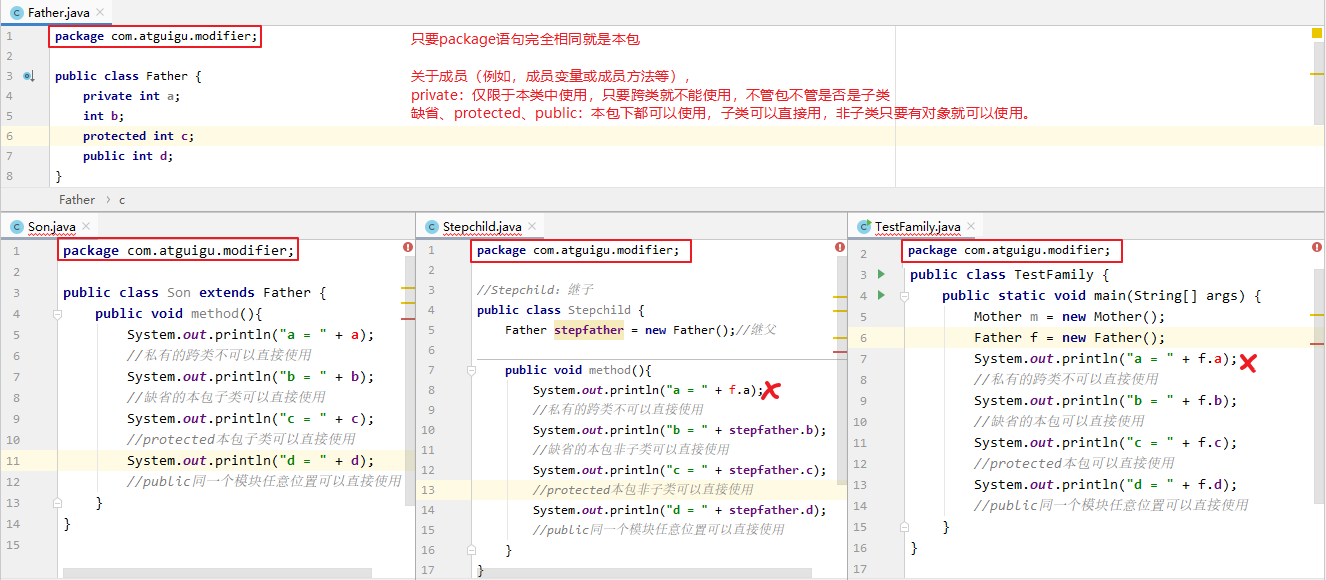 Father.java
1 package com.atguigu.modifier;
只要package语句完全相同就是本包
2
3 public class Father {
关于成员（例如，成员变量或成员方法等），
4 private int a;
private：仅限于本类中使用，只要跨类就不能使用，不管包不管是否是子类
5 int b;
缺省、protected、public：本包下都可以使用，子类可以直接用，非子类只要有对象就可以使用。
6 protected int c;
7 public int d;
8 }
Father › c
Son.java
1 package com.atguigu.modifier;
2
3 public class Son extends Father {
4 public void method(){
5 System.out.println("a = " + a);
6 //私有的跨类不可以直接使用
7 System.out.println("b = " + b);
8 //缺省的本包子类可以直接使用
9 System.out.println("c = " + c);
10 //protected本包子类可以直接使用
11 System.out.println("d = " + d);
12 //public同一个模块任意位置可以直接使用
13 }
14 }
15
Stepchild.java
1 package com.atguigu.modifier;
2
3 //Stepchild：继子
4 public class Stepchild {
5 Father stepfather = new Father();//继父
6
7 public void method(){
8 System.out.println("a = " + f.a);
9 //私有的跨类不可以直接使用
10 System.out.println("b = " + stepfather.b);
11 //缺省的本包非子类可以直接使用
12 System.out.println("c = " + stepfather.c);
13 //protected本包非子类可以直接使用
14 System.out.println("d = " + stepfather.d);
15 //public同一个模块任意位置可以直接使用
16 }
17 }
TestFamily.java
2 package com.atguigu.modifier;
3 public class TestFamily {
4 public static void main(String[] args) {
5 Mother m = new Mother();
6 Father f = new Father();
7 System.out.println("a = " + f.a);
8 //私有的跨类不可以直接使用
9 System.out.println("b = " + f.b);
10 //缺省的本包可以直接使用
11 System.out.println("c = " + f.c);
12 //protected本包可以直接使用
13 System.out.println("d = " + f.d);
14 //public同一个模块任意位置可以直接使用
15 }
16 }
17